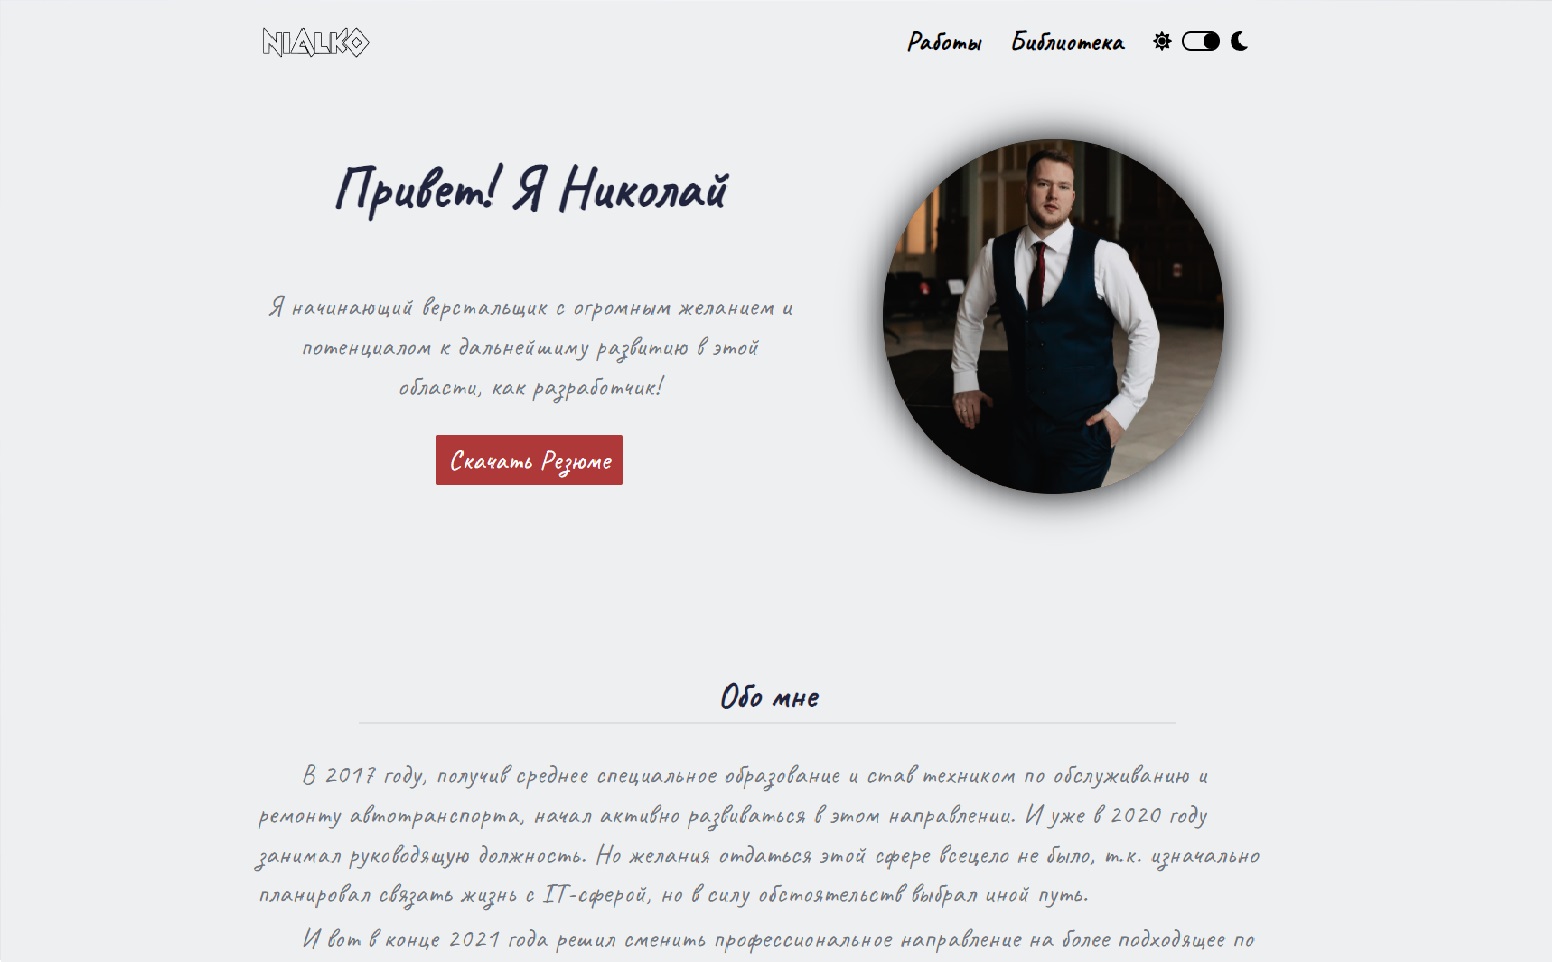 NIALKO
Работы Библиотека
Привет! Я Николай
Я начинающий верстальщик с огромным желанием и
потенциалом к дальнейшему развитию в этой
области, как разработчик!
Скачать Резюме
Обо мне
В 2017 году, получив среднее специальное образование и став техником по обслуживанию и
ремонту автотранспорта, начал активно развиваться в этом направлении. И уже в 2020 году
занимал руководящую должность. Но желания отдаться этой сфере всецело не было, т.к. изначально
планировал связать жизнь с IT-сферой, но в силу обстоятельств выбрал иной путь.
И вот в конце 2021 года решил сменить профессиональное направление на более подходящее по